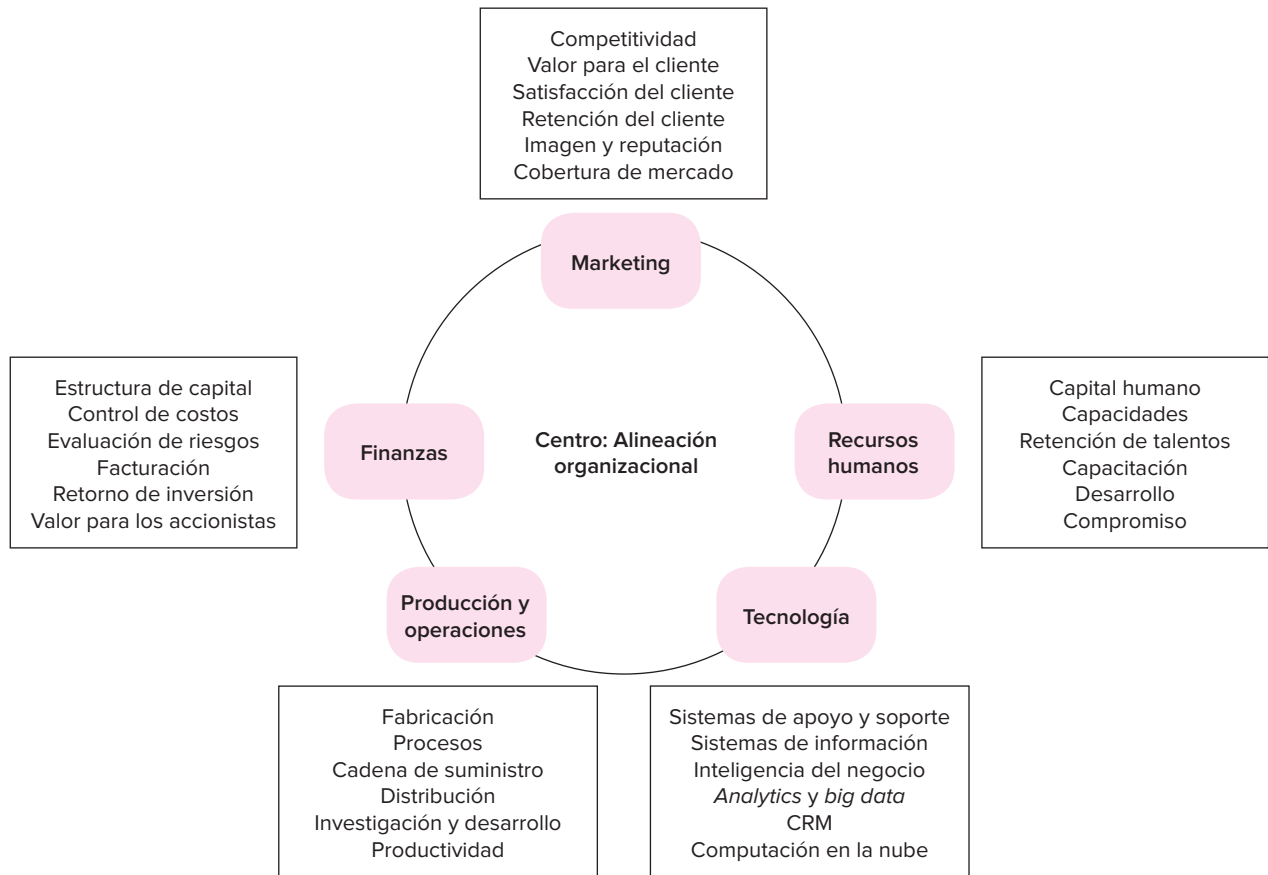 Competitividad
Valor para el cliente
Satisfacción del cliente
Retención del cliente
Imagen y reputación
Cobertura de mercado
Marketing
Estructura de capital
Control de costos
Evaluación de riesgos
Facturación
Retorno de inversión
Valor para los accionistas
Finanzas
Centro: Alineación
organizacional
Recursos
humanos
Capital humano
Capacidades
Retención de talentos
Capacitación
Desarrollo
Compromiso
Producción y
operaciones
Tecnología
Fabricación
Procesos
Cadena de suministro
Distribución
Investigación y desarrollo
Productividad
Sistemas de apoyo y soporte
Sistemas de información
Inteligencia del negocio
Analytics y big data
CRM
Computación en la nube